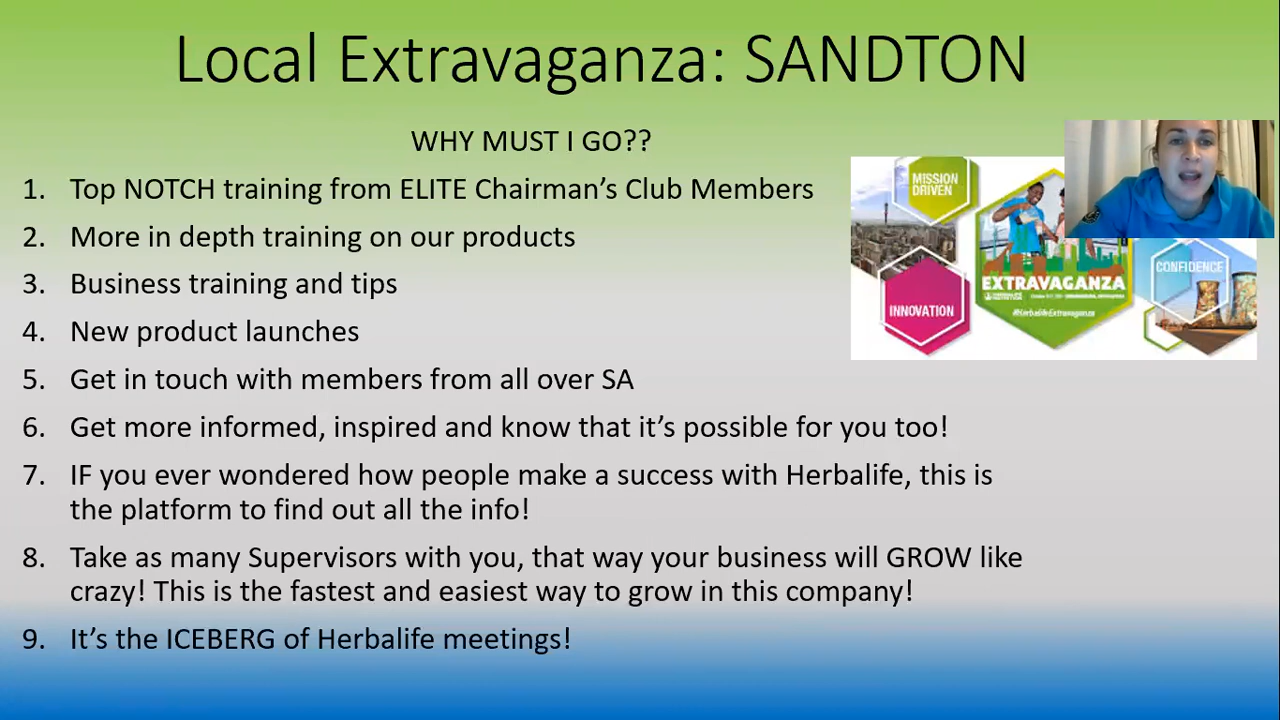 Local Extravaganza: SANDTON
WHY MUST I GO??
1. Top NOTCH training from ELITE Chairman's Club Members
2. More in depth training on our products
3. Business training and tips
4. New product launches
5. Get in touch with members from all over SA
6. Get more informed, inspired and know that it's possible for you too!
7. IF you ever wondered how people make a success with Herbalife, this is
the platform to find out all the info!
8. Take as many Supervisors with you, that way your business will GROW like
crazy! This is the fastest and easiest way to grow in this company!
9. It's the ICEBERG of Herbalife meetings!
MISSION
DRIVEN
INNOVATION
EXTRAVAGANZA
#HerbalifeExtravaganza
CONFIDENCE